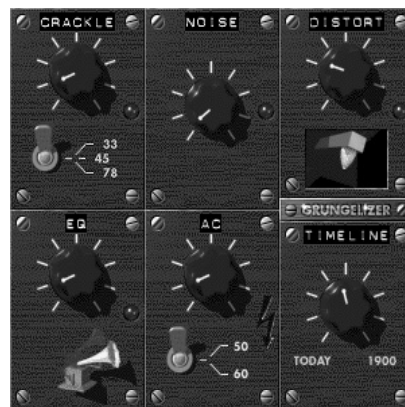 CRACKLE
NOISE
DISTORT
33
45
78
EQ
AC
GRUNGELIZER
TIMELINE
50
60
TODAY 1900